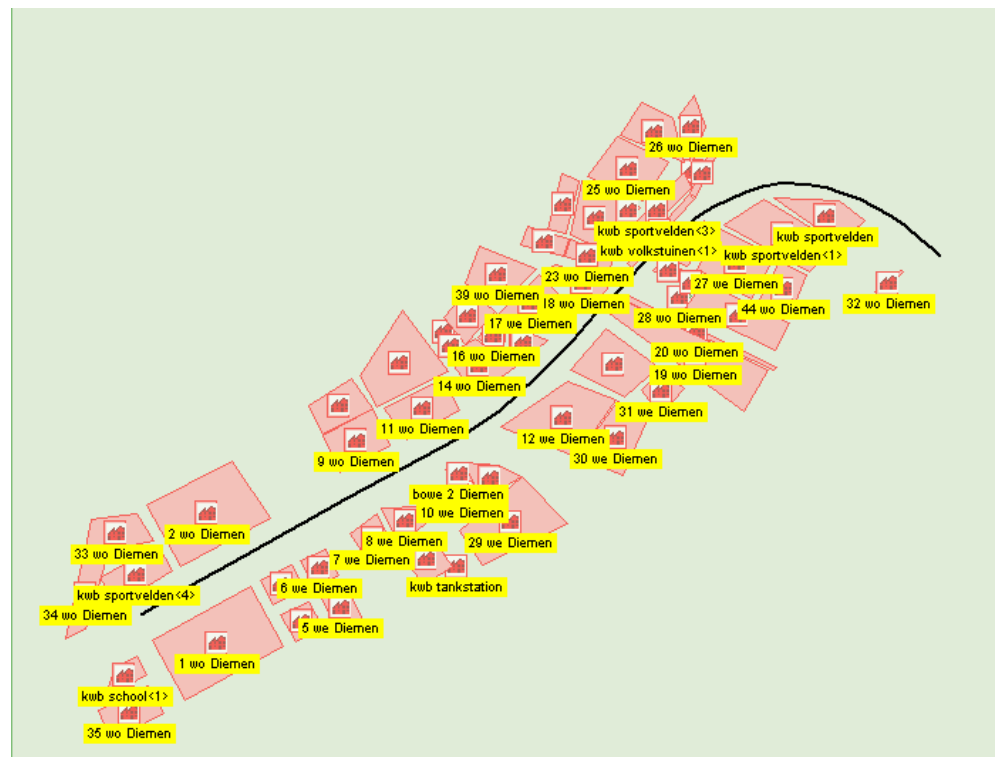 26 wo Diemen
25 wo Diemen
kwb sportvelden<3>
kwb sportvelden
kwb volkstuinen<1>
kwb sportvelden<1>
23 wo Diemen
27 we Diemen
39 wo Diemen
18 wo Diemen
44 wo Diemen
32 wo Diemen
17 we Diemen
28 wo Diemen
16 wo Diemen
20 wo Diemen
14 wo Diemen
19 wo Diemen
31 we Diemen
11 wo Diemen
12 we Diemen
9 wo Diemen
30 we Diemen
bowe 2 Diemen
10 we Diemen
2 wo Diemen
8 we Diemen
29 we Diemen
33 wo Diemen
7 we Diemen
6 we Diemen
kwb tankstation
kwb sportvelden<4>
34 wo Diemen
5 we Diemen
1 wo Diemen
kwb school<1>
35 wo Diemen